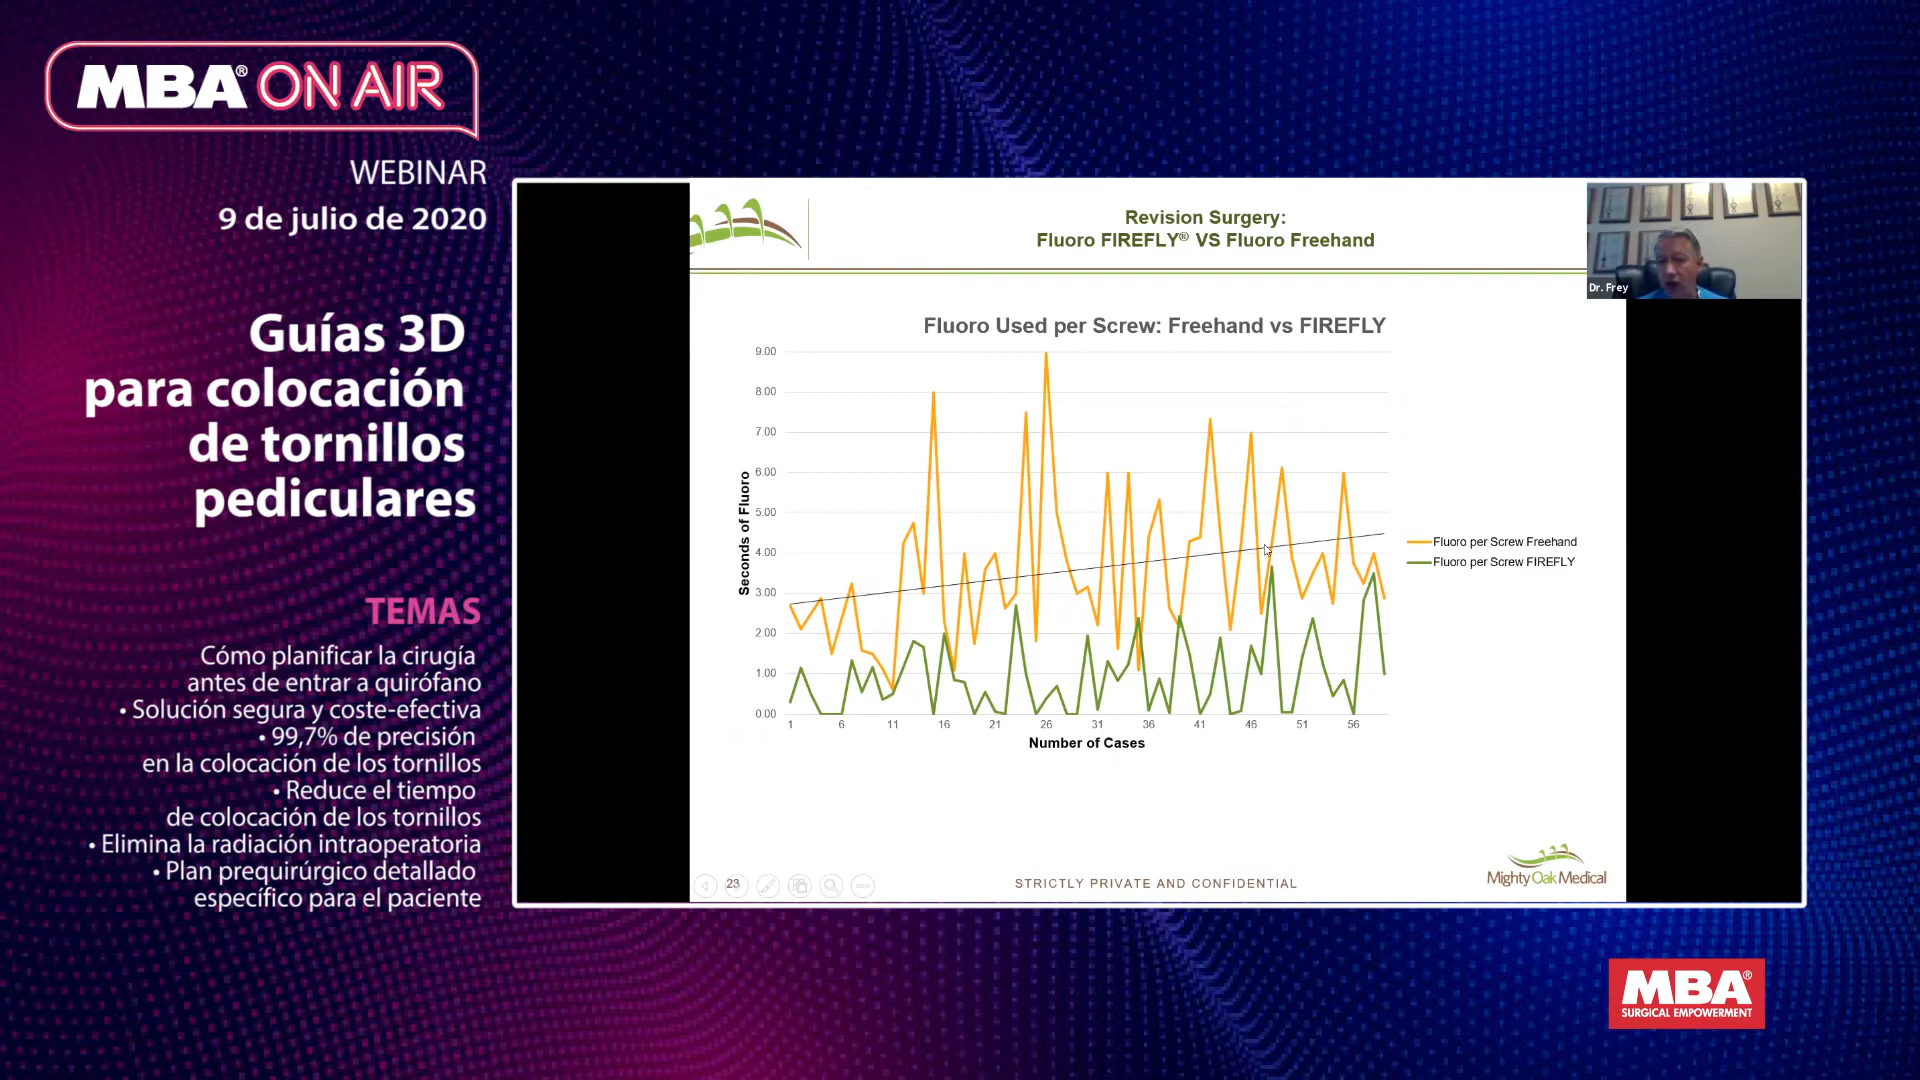 MBA® ON AIR
WEBINAR
9 de julio de 2020
Guías 3D
para colocación
de tornillos
pediculares
TEMAS
Cómo planificar la cirugía
antes de entrar a quirófano
• Solución segura y coste-efectiva
• 99,7% de precisión
en la colocación de los tornillos
• Reduce el tiempo
de colocación de los tornillos
• Elimina la radiación intraoperatoria
• Plan prequirúrgico detallado
específico para el paciente
Revision Surgery:
Fluoro FIREFLY® VS Fluoro Freehand
Dr. Frey
Fluoro Used per Screw: Freehand vs FIREFLY
Seconds of Fluoro
9.00
8.00
7.00
6.00
5.00
4.00
3.00
2.00
1.00
0.00
1 6 11 16 21 26 31 36 41 46 51 56
Number of Cases
Fluoro per Screw Freehand
Fluoro per Screw FIREFLY
23
STRICTLY PRIVATE AND CONFIDENTIAL
Mighty Oak Medical
MBA®
SURGICAL EMPOWERMENT